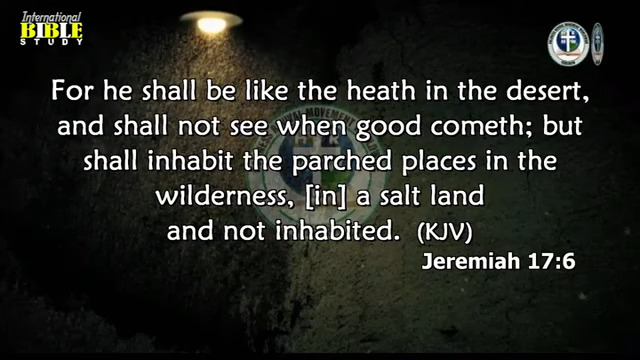 International
BIBLE
STUDY
For he shall be like the heath in the desert,
and shall not see when good cometh; but
shall inhabit the parched places in the
wilderness, [in] a salt land
and not inhabited. (KJV)
Jeremiah 17:6